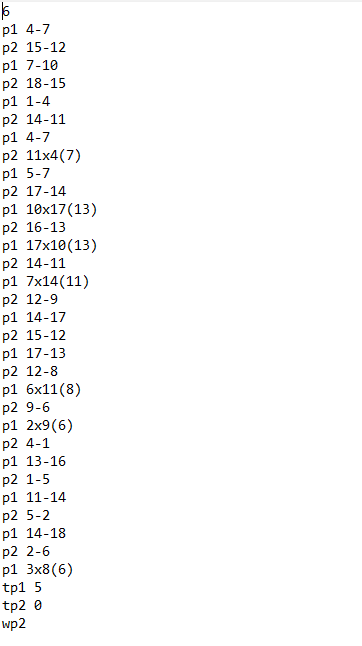 6
p1 4-7
p2 15-12
p1 7-10
p2 18-15
p1 1-4
p2 14-11
p1 4-7
p2 11x4(7)
p1 5-7
p2 17-14
p1 10x17(13)
p2 16-13
p1 17x10(13)
p2 14-11
p1 7x14(11)
p2 12-9
p1 14-17
p2 15-12
p1 17-13
p2 12-8
p1 6x11(8)
p2 9-6
p1 2x9(6)
p2 4-1
p1 13-16
p2 1-5
p1 11-14
p2 5-2
p1 14-18
p2 2-6
p1 3x8(6)
tp1 5
tp2 0
wp2